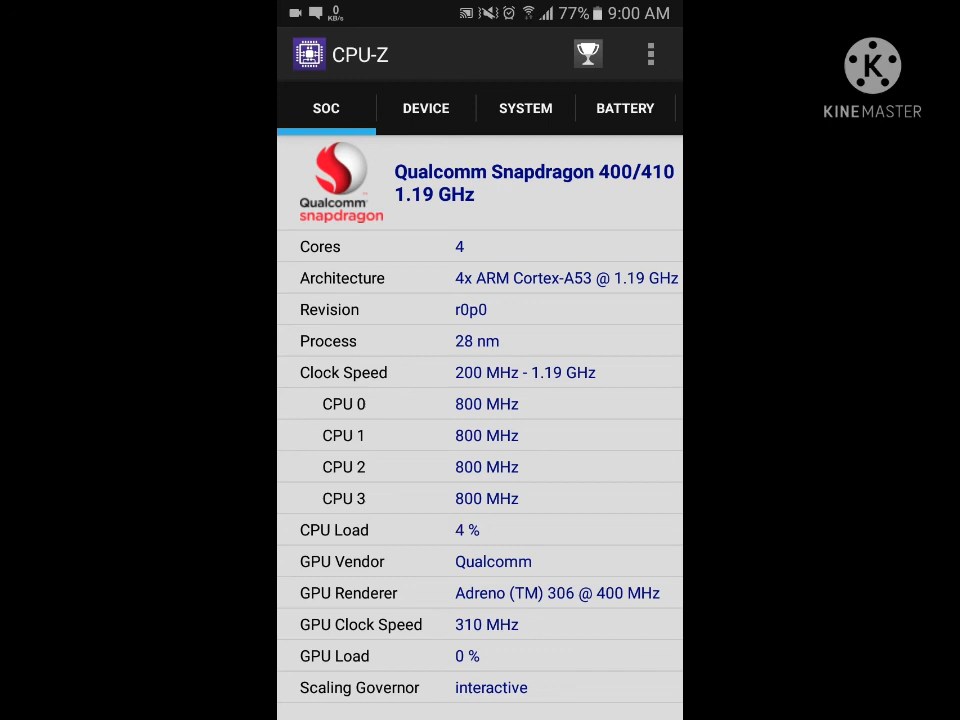 0
KB/s
77% 9:00 AM
CPU-Z
SOC DEVICE SYSTEM BATTERY
K
KINEMASTER
Qualcomm
snapdragon
Qualcomm Snapdragon 400/410
1.19 GHz
Cores 4
Architecture 4x ARM Cortex-A53 @ 1.19 GHz
Revision r0p0
Process 28 nm
Clock Speed 200 MHz - 1.19 GHz
CPU 0 800 MHz
CPU 1 800 MHz
CPU 2 800 MHz
CPU 3 800 MHz
CPU Load 4 %
GPU Vendor Qualcomm
GPU Renderer Adreno (TM) 306 @ 400 MHz
GPU Clock Speed 310 MHz
GPU Load 0 %
Scaling Governor interactive